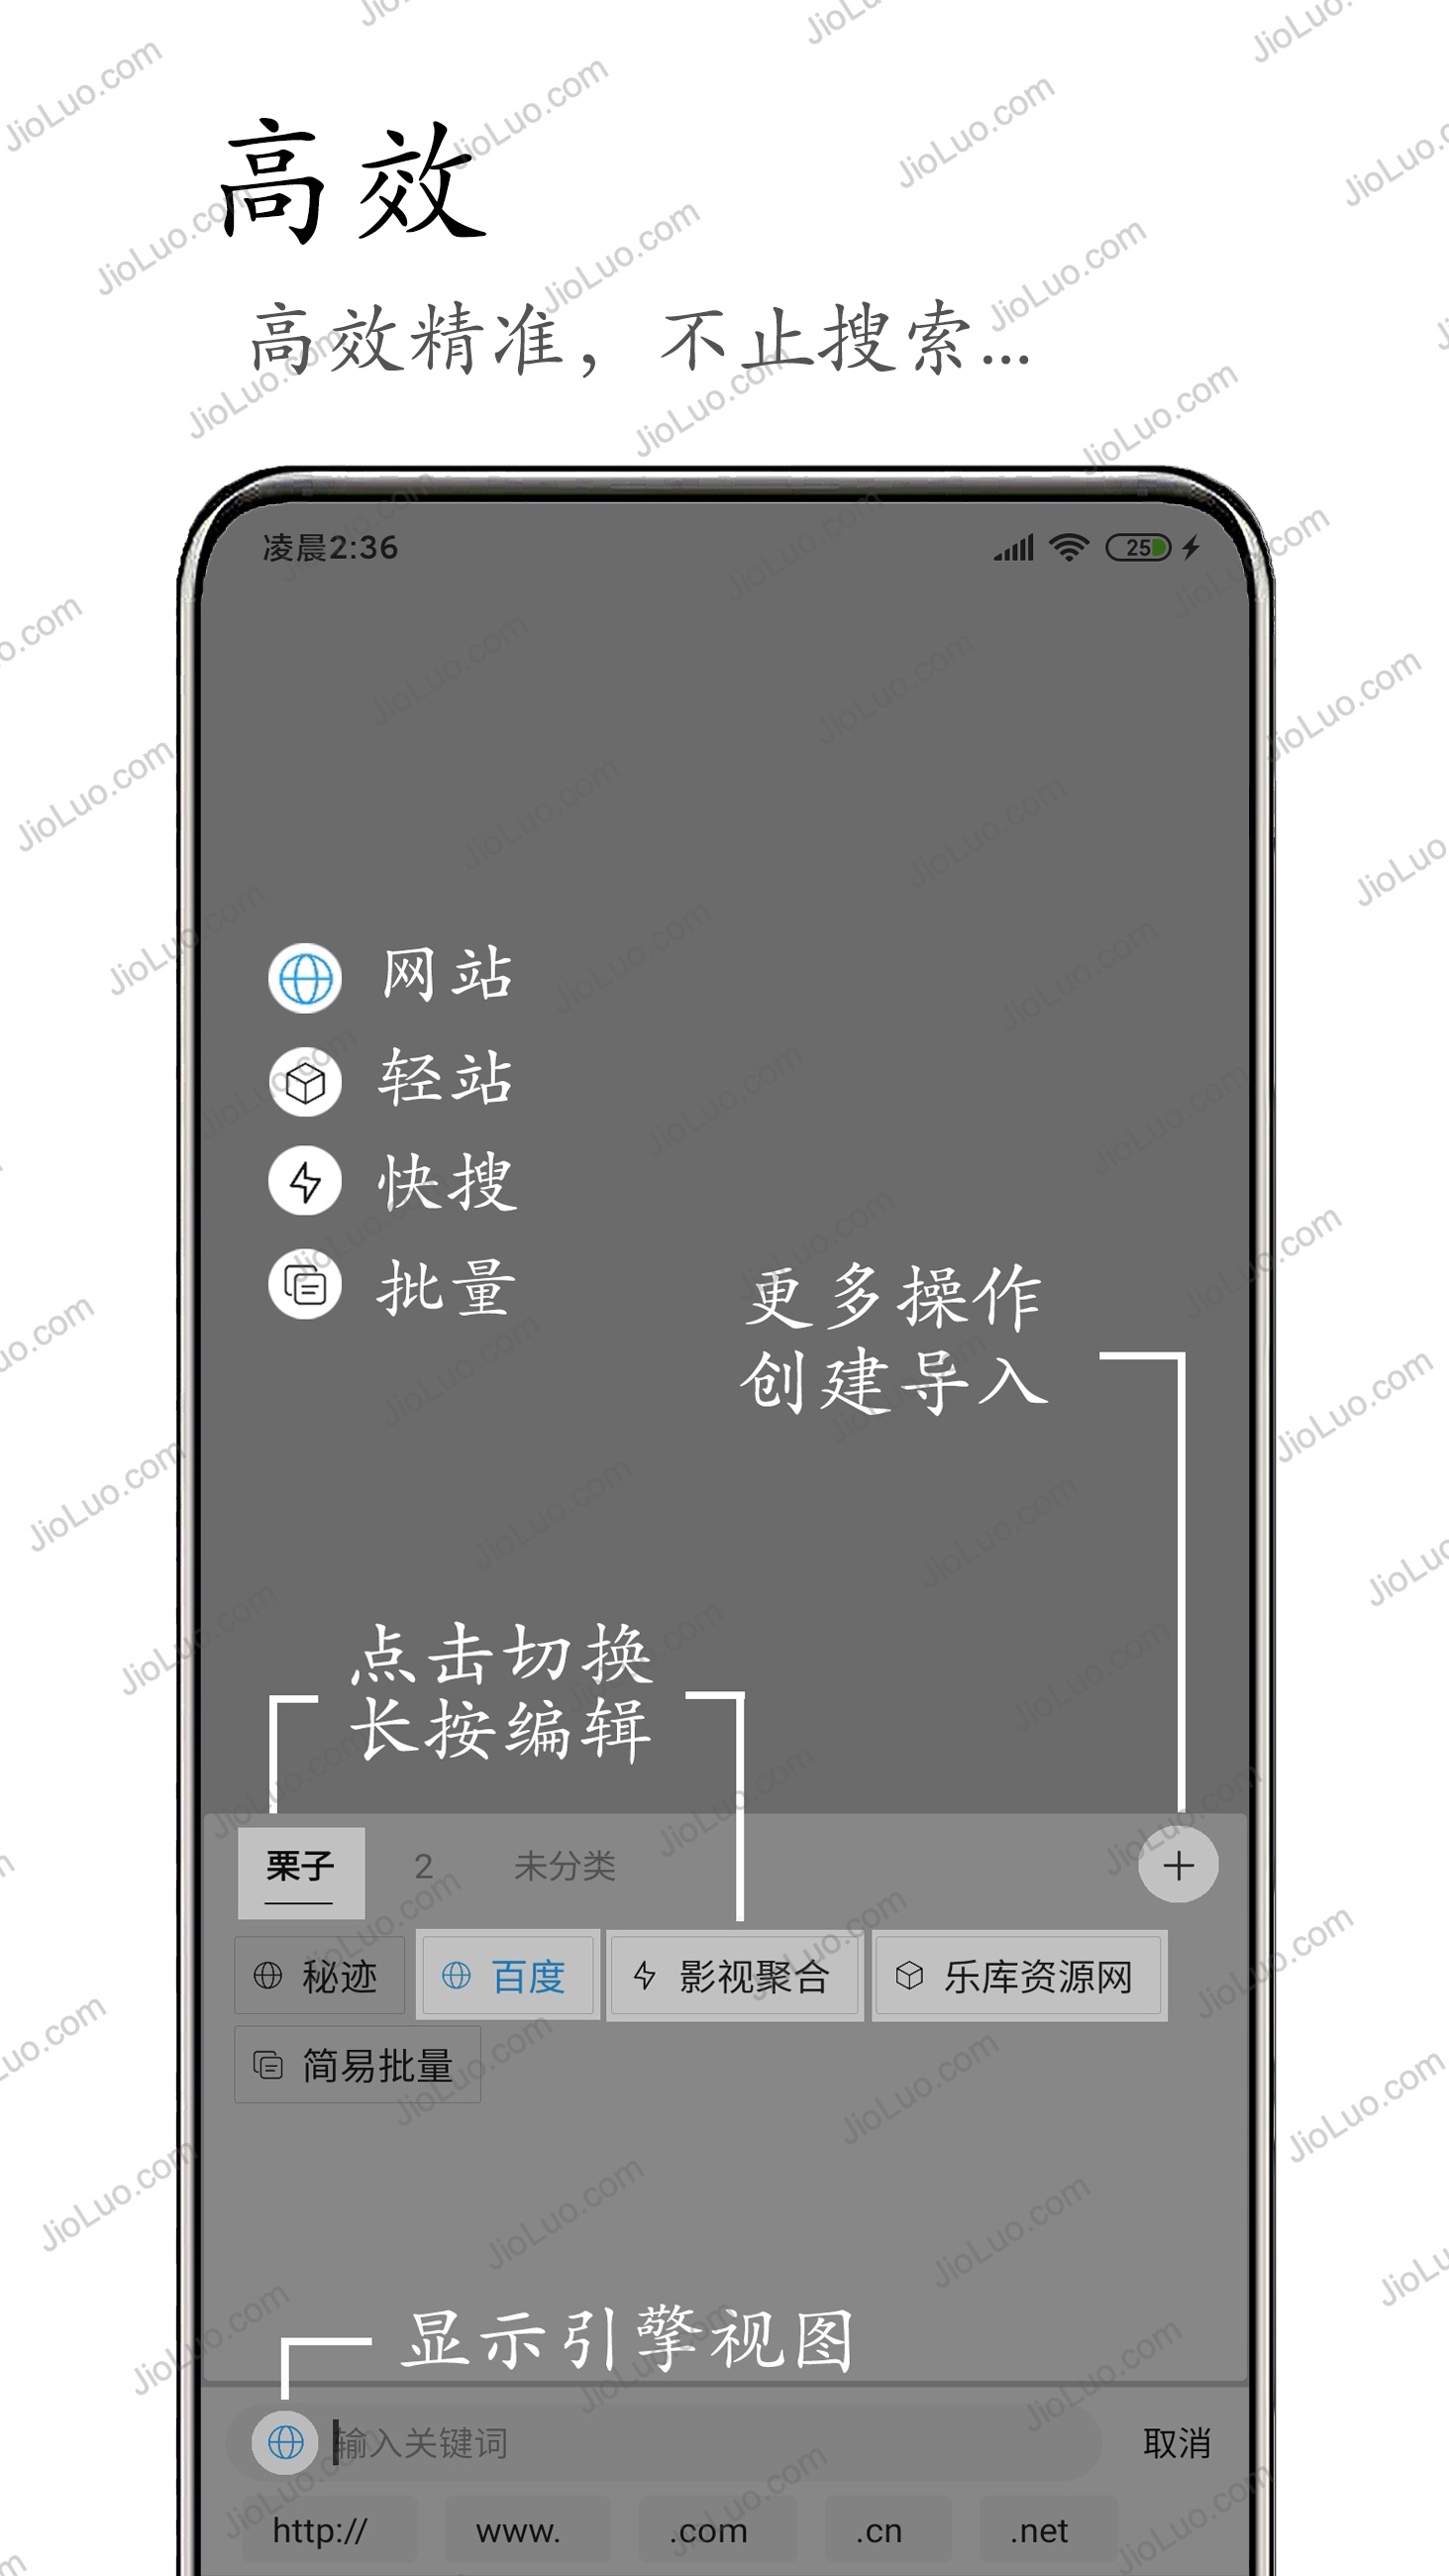 高效
高效精准，不止搜索...
凌晨2:36
25
网站
轻站
快搜
批量
更多操作
创建导入
点击切换
长按编辑
栗子 2 未分类
秘迹 百度 影视聚合 乐库资源网
简易批量
显示引擎视图
输入关键词 取消
http:// www. .com .cn .net
JioLuo.com